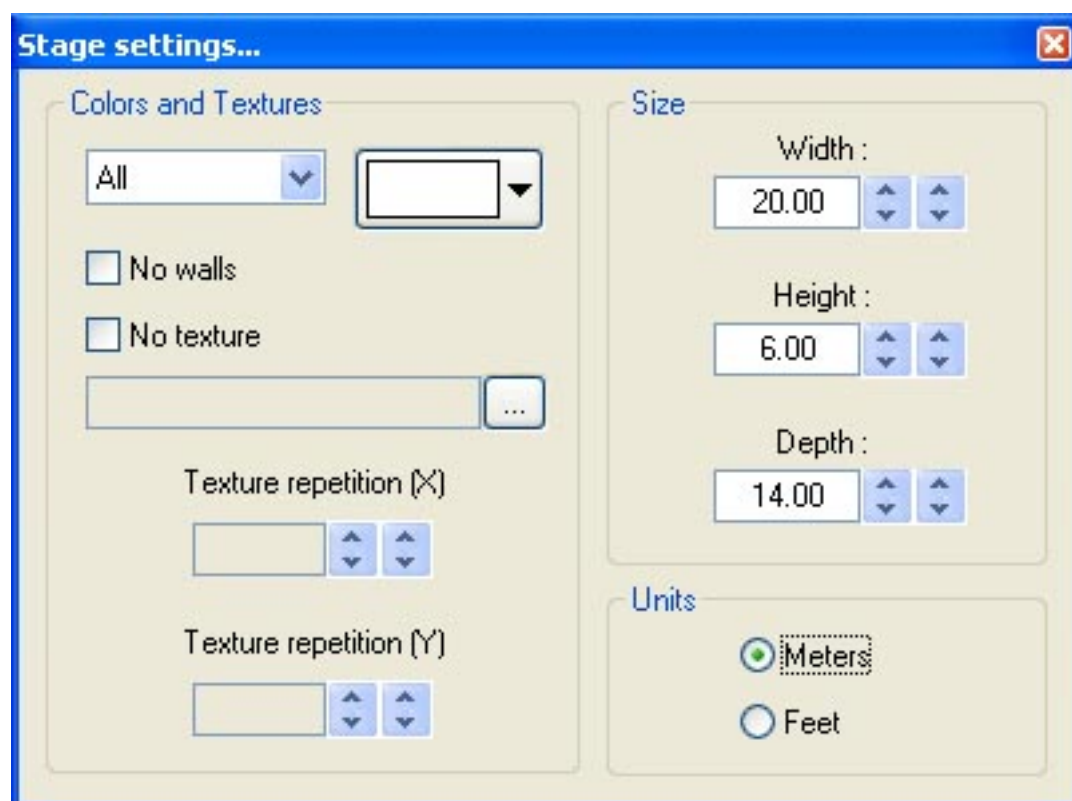 Stage settings...
Colors and Textures
All
No walls
No texture
...
Texture repetition (X)
Texture repetition (Y)
Size
Width :
20.00
Height :
6.00
Depth :
14.00
Units
Meters
Feet